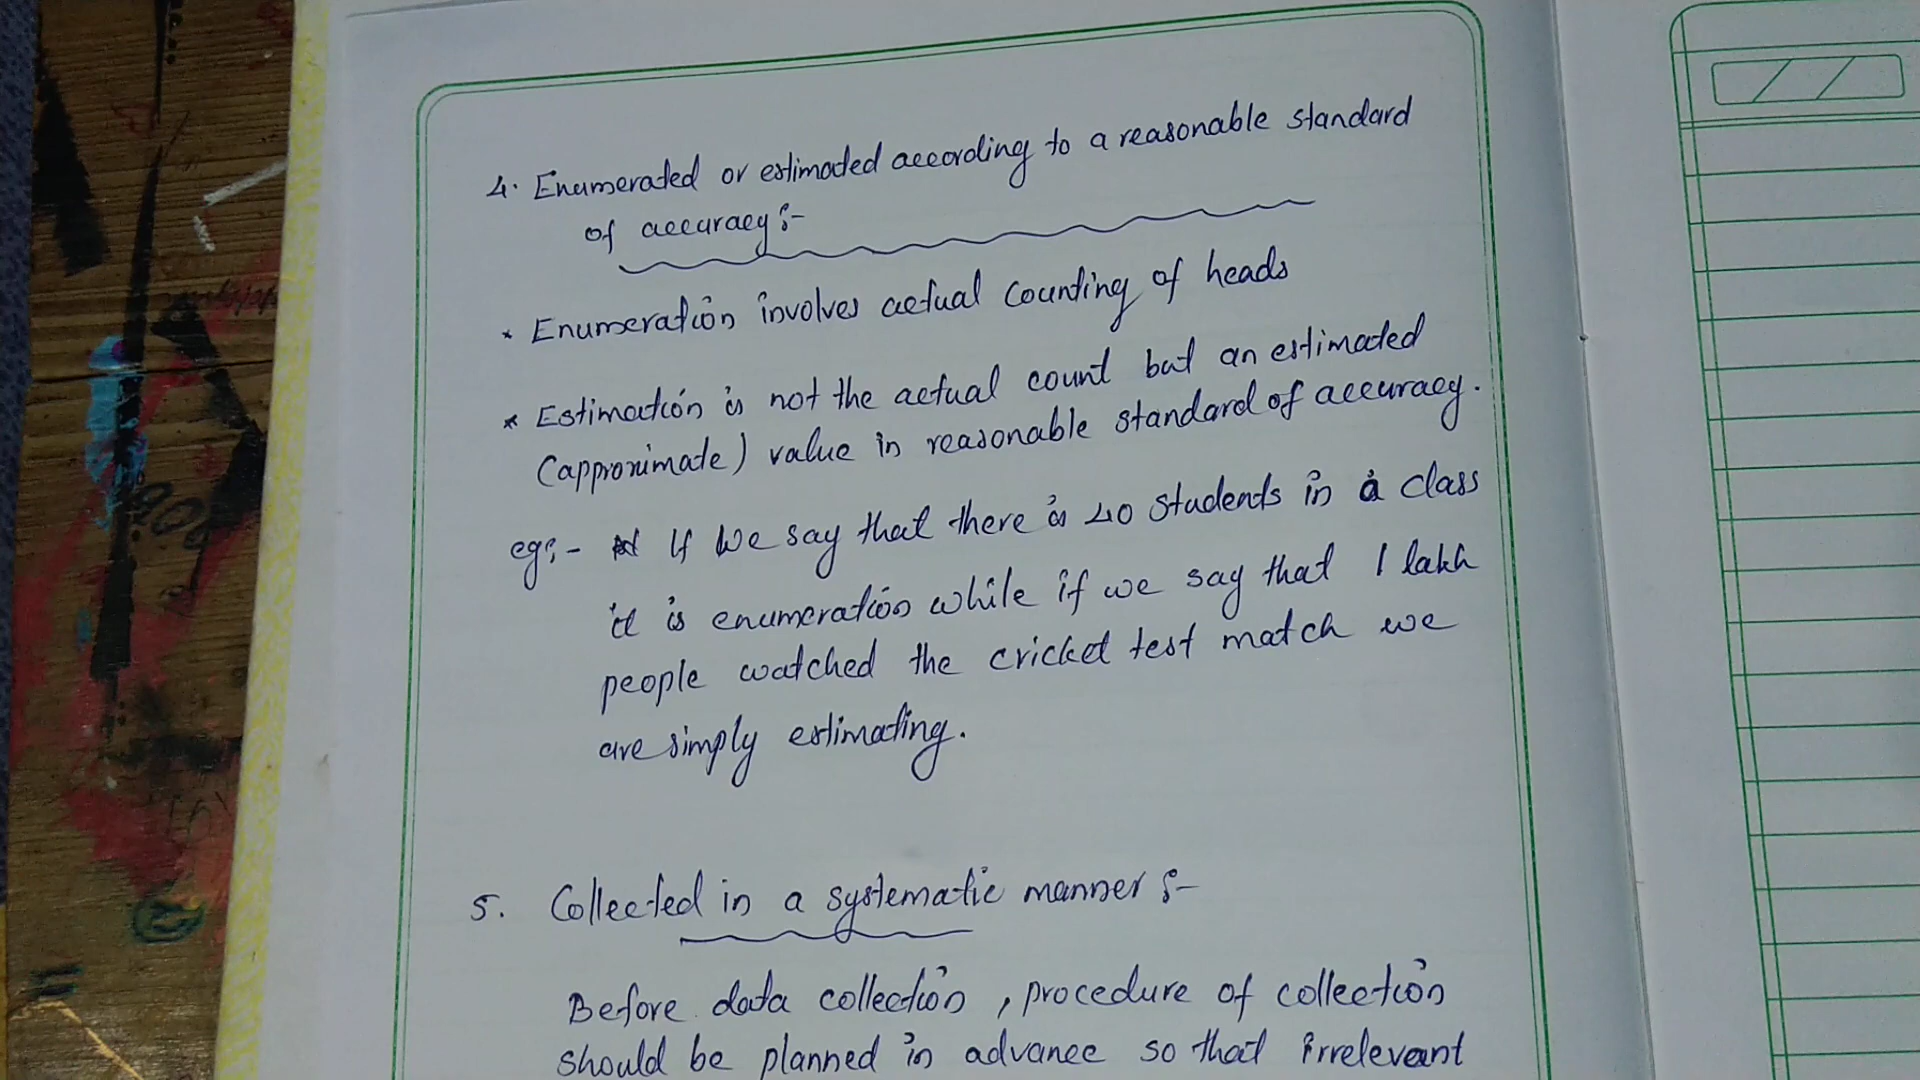 4. Enumerated or estimated according to a reasonable standard
of accuracy :-
* Enumeration involves actual counting of heads
* Estimation is not the actual count but an estimated
(approximate) value in reasonable standard of accuracy.
eg:- If we say that there is 40 students in a class
it is enumeration while if we say that 1 lakh
people watched the cricket test match we
are simply estimating.
5. Collected in a systematic manner :-
Before data collection, procedure of collection
should be planned in advance so that irrelevant